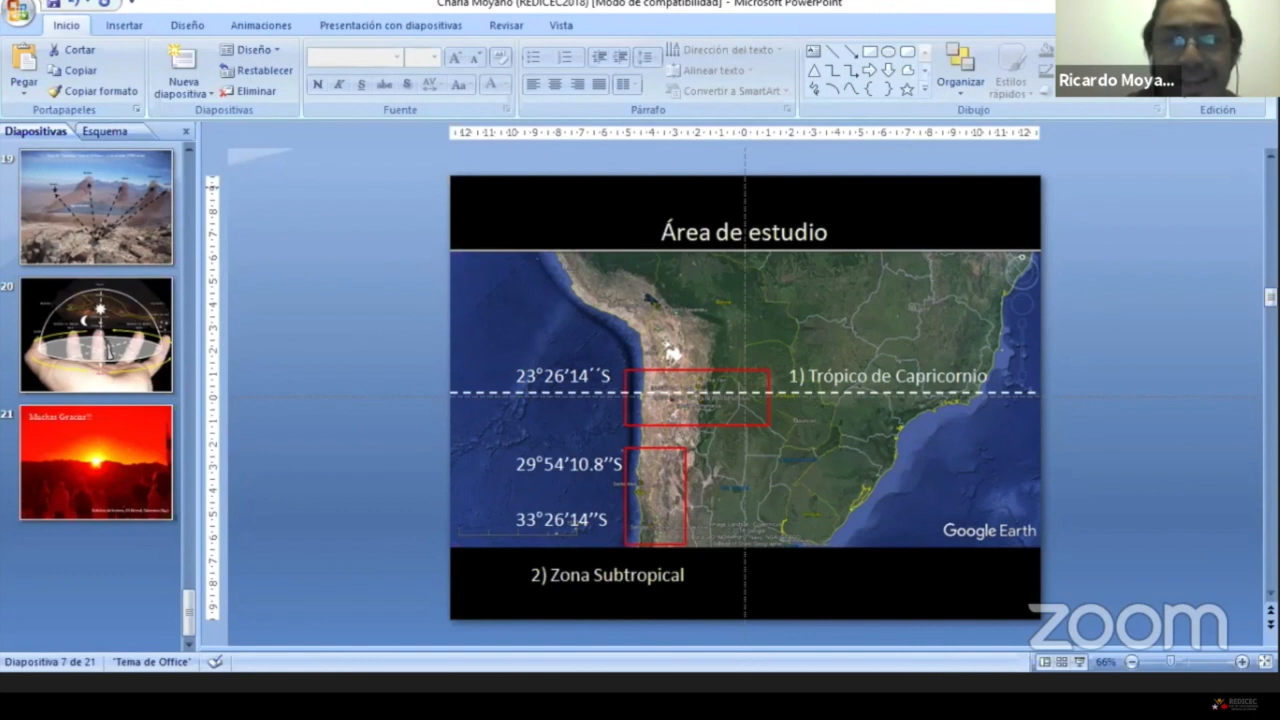 Charla Moyano (REDICEC2018) [Modo de compatibilidad] - Microsoft PowerPoint
Inicio Insertar Diseño Animaciones Presentación con diapositivas Revisar Vista
Pegar
Cortar
Copiar
Copiar formato
Portapapeles
Nueva
diapositiva
Diseño
Restablecer
Eliminar
Diapositivas
N K S abc S AV Aa A
Fuente
Dirección del texto
Alinear texto
Convertir a SmartArt
Párrafo
Organizar
Estilos
rápidos
Dibujo
Edición
Ricardo Moya...
Diapositivas Esquema
19
20
21
Muchas Gracias!!
Área de estudio
23°26'14´´S
1) Trópico de Capricornio
29°54’10.8’’S
33°26’14’’S
Google Earth
2) Zona Subtropical
zoom
Diapositiva 7 de 21 "Tema de Office" 66%
REDICEC